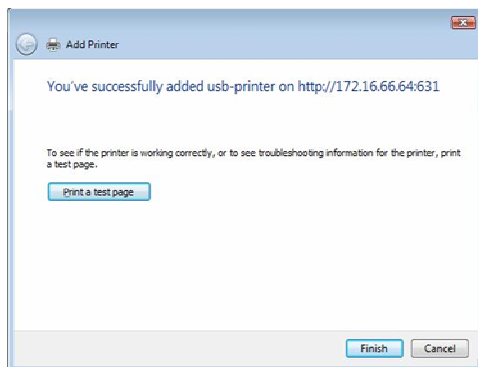 Add Printer
You've successfully added usb-printer on http://172.16.66.64:631
To see if the printer is working correctly, or to see troubleshooting information for the printer, print
a test page.
Print a test page
Finish Cancel